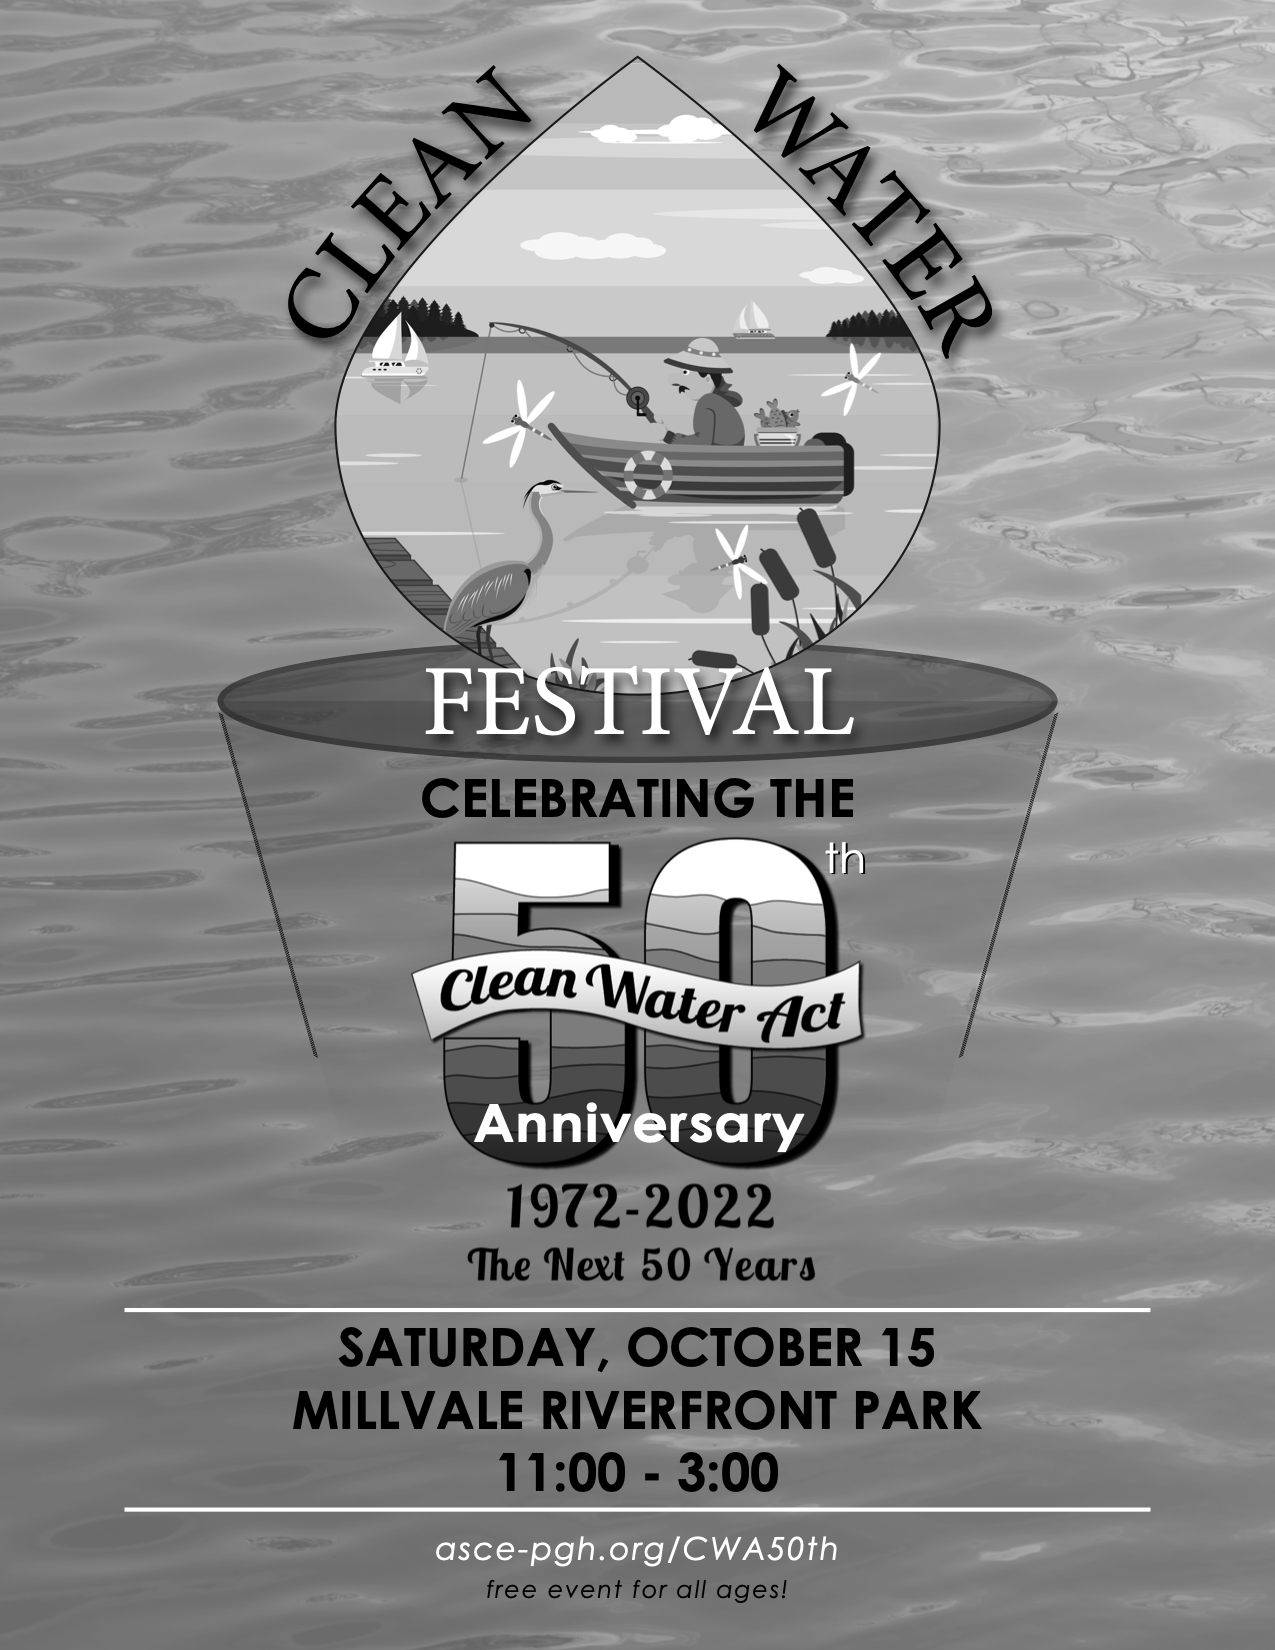 CLEAN WATER
FESTIVAL
CELEBRATING THE
50th
Clean Water Act
Anniversary
1972-2022
The Next 50 Years
SATURDAY, OCTOBER 15
MILLVALE RIVERFRONT PARK
11:00 - 3:00
asce-pgh.org/CWA50th
free event for all ages!